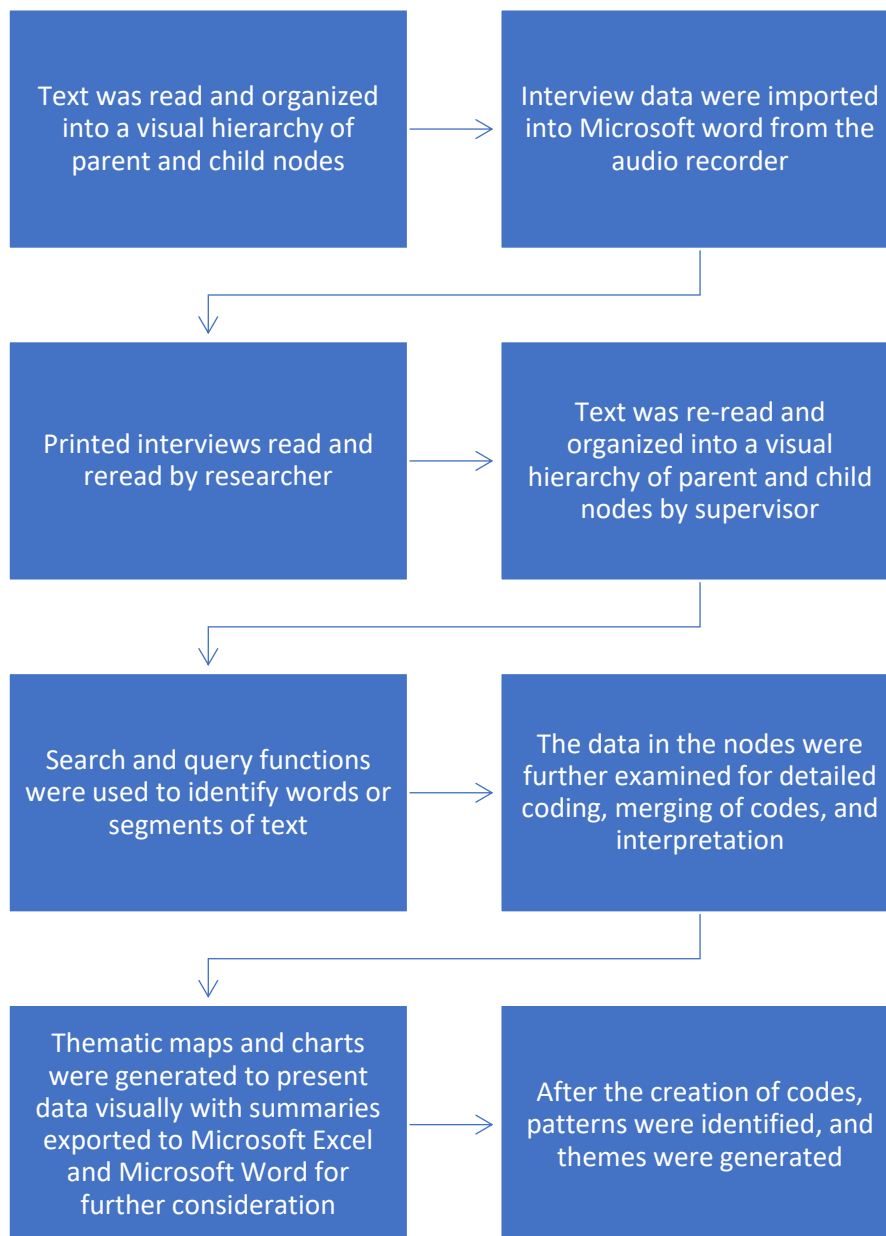 Text was read and organized
into a visual hierarchy of
parent and child nodes
Interview data were imported
into Microsoft word from the
audio recorder
Printed interviews read and
reread by researcher
Text was re-read and
organized into a visual
hierarchy of parent and child
nodes by supervisor
Search and query functions
were used to identify words or
segments of text
The data in the nodes were
further examined for detailed
coding, merging of codes, and
interpretation
Thematic maps and charts
were generated to present
data visually with summaries
exported to Microsoft Excel
and Microsoft Word for
further consideration
After the creation of codes,
patterns were identified, and
themes were generated